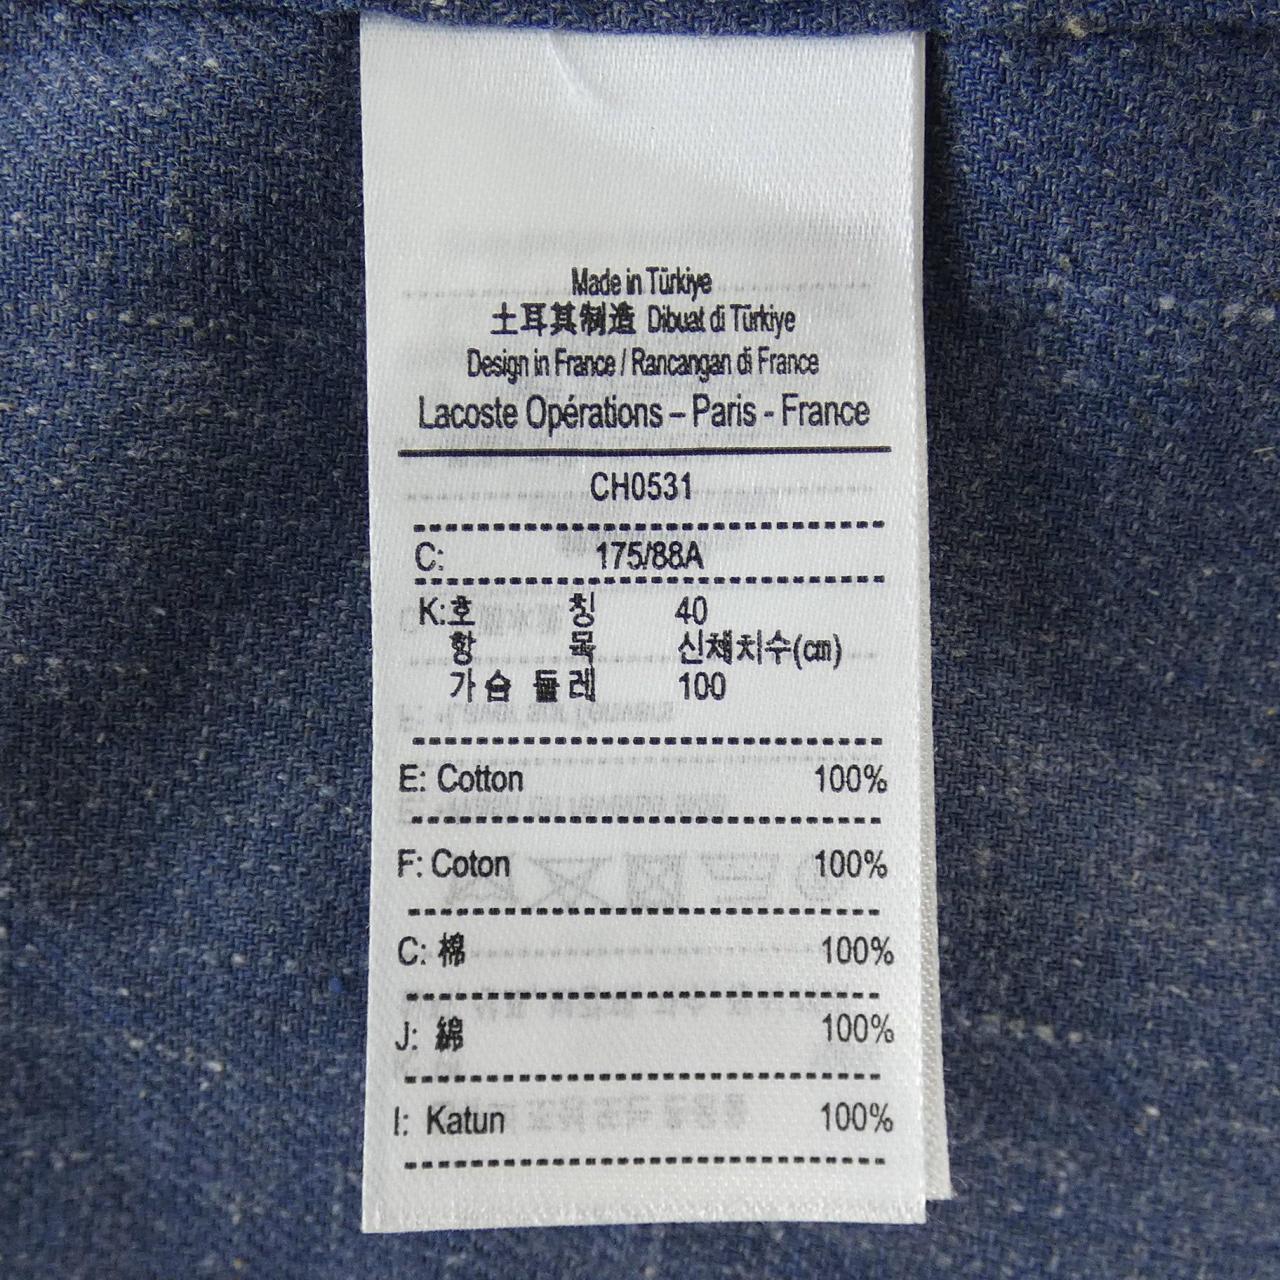 Made in Türkiye
土耳其制造 Dibuat di Türkiye
Design in France / Rancangan di France
Lacoste Opérations – Paris - France
CH0531
C: 175/88A
K:호 칭 40
항 목 신체치수(㎝)
가 슴 둘 레 100
E: Cotton 100%
F: Coton 100%
C: 棉 100%
J: 綿 100%
I: Katun 100%